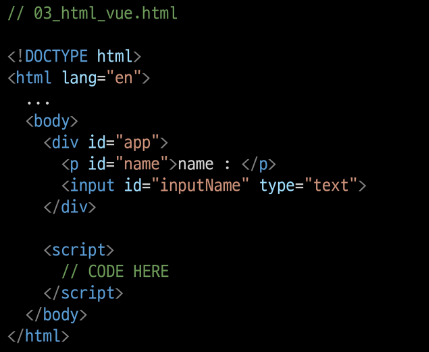 // 03_html_vue.html
<!DOCTYPE html>
<html lang="en">
...
<body>
<div id="app">
<p id="name">name : </p>
<input id="inputName" type="text">
</div>
<script>
// CODE HERE
</script>
</body>
</html>